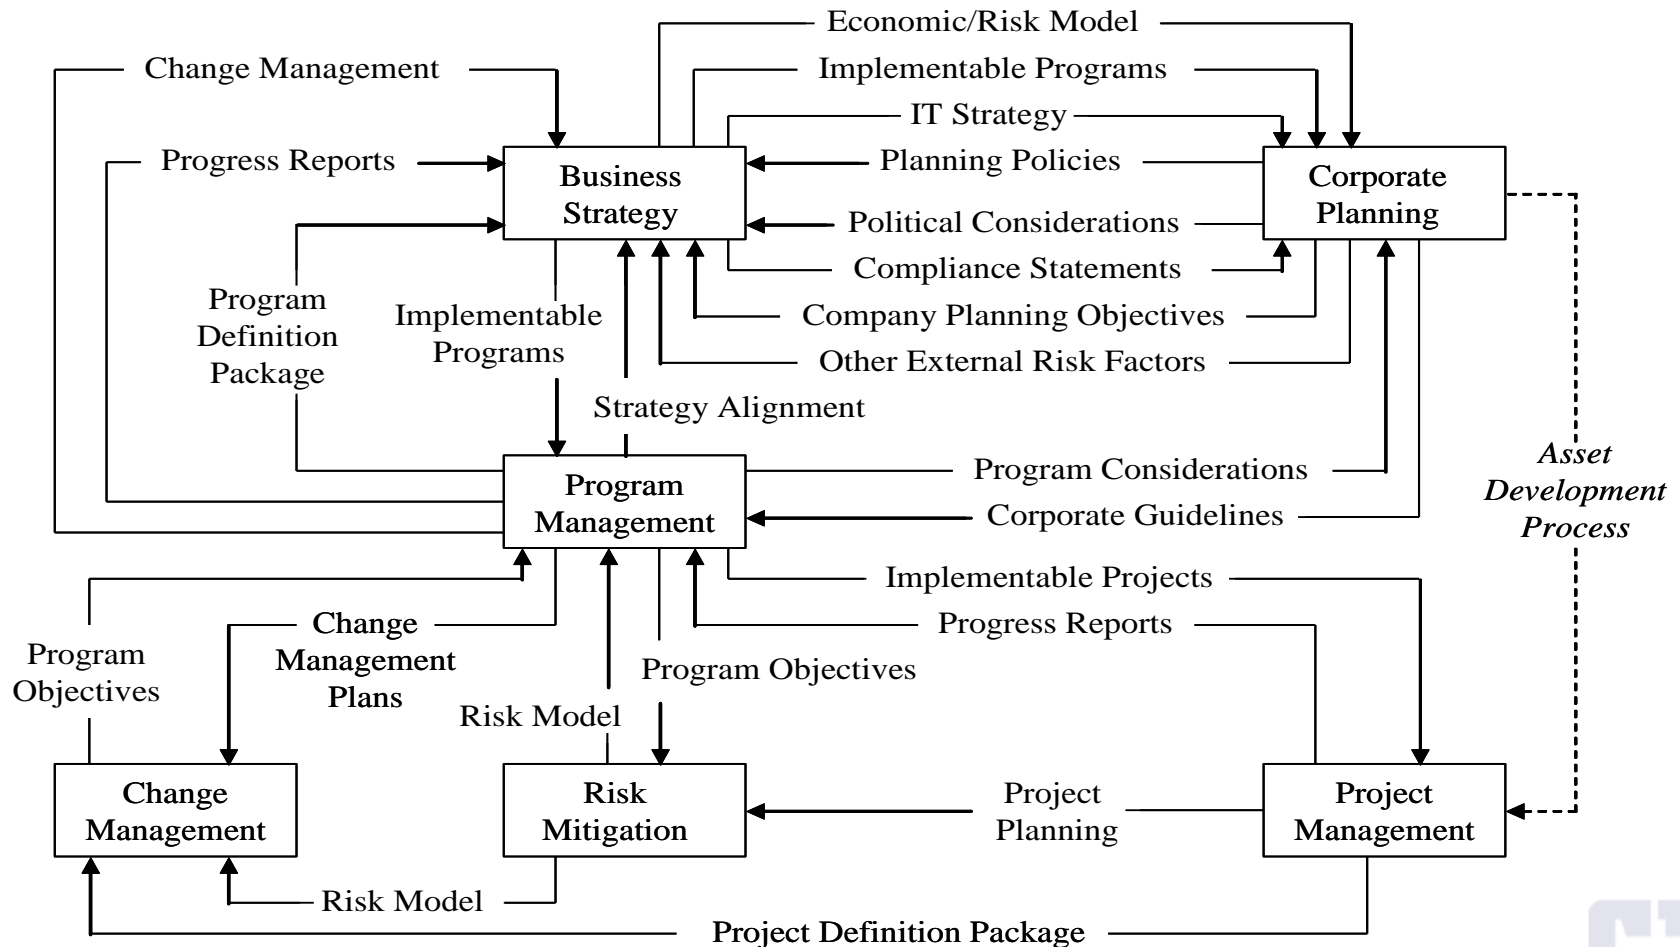 Economic/Risk Model
Change Management
Implementable Programs
IT Strategy
Progress Reports
Planning Policies
Business
Strategy
Corporate
Planning
Political Considerations
Compliance Statements
Program
Definition
Package
Implementable
Programs
Company Planning Objectives
Other External Risk Factors
Strategy Alignment
Asset
Development
Process
Program
Management
Program Considerations
Corporate Guidelines
Implementable Projects
Progress Reports
Change
Management
Plans
Program
Objectives
Program Objectives
Risk Model
Change
Management
Risk
Mitigation
Project
Planning
Project
Management
Risk Model
Project Definition Package